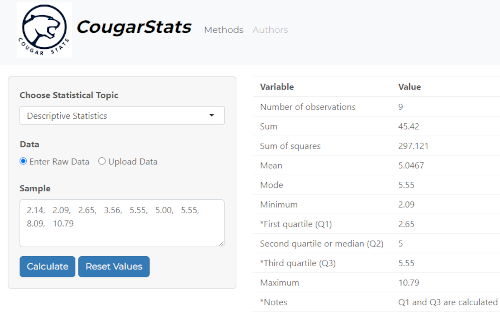 COUGAR STATS
CougarStats
Methods
Authors
Choose Statistical Topic
Descriptive Statistics
Data
Enter Raw Data
Upload Data
Sample
2.14, 2.09, 2.65, 3.56, 5.55, 5.00, 5.55,
8.09, 10.79
Calculate
Reset Values
Variable Value
Number of observations 9
Sum 45.42
Sum of squares 297.121
Mean 5.0467
Mode 5.55
Minimum 2.09
*First quartile (Q1) 2.65
Second quartile or median (Q2) 5
*Third quartile (Q3) 5.55
Maximum 10.79
*Notes Q1 and Q3 are calculated